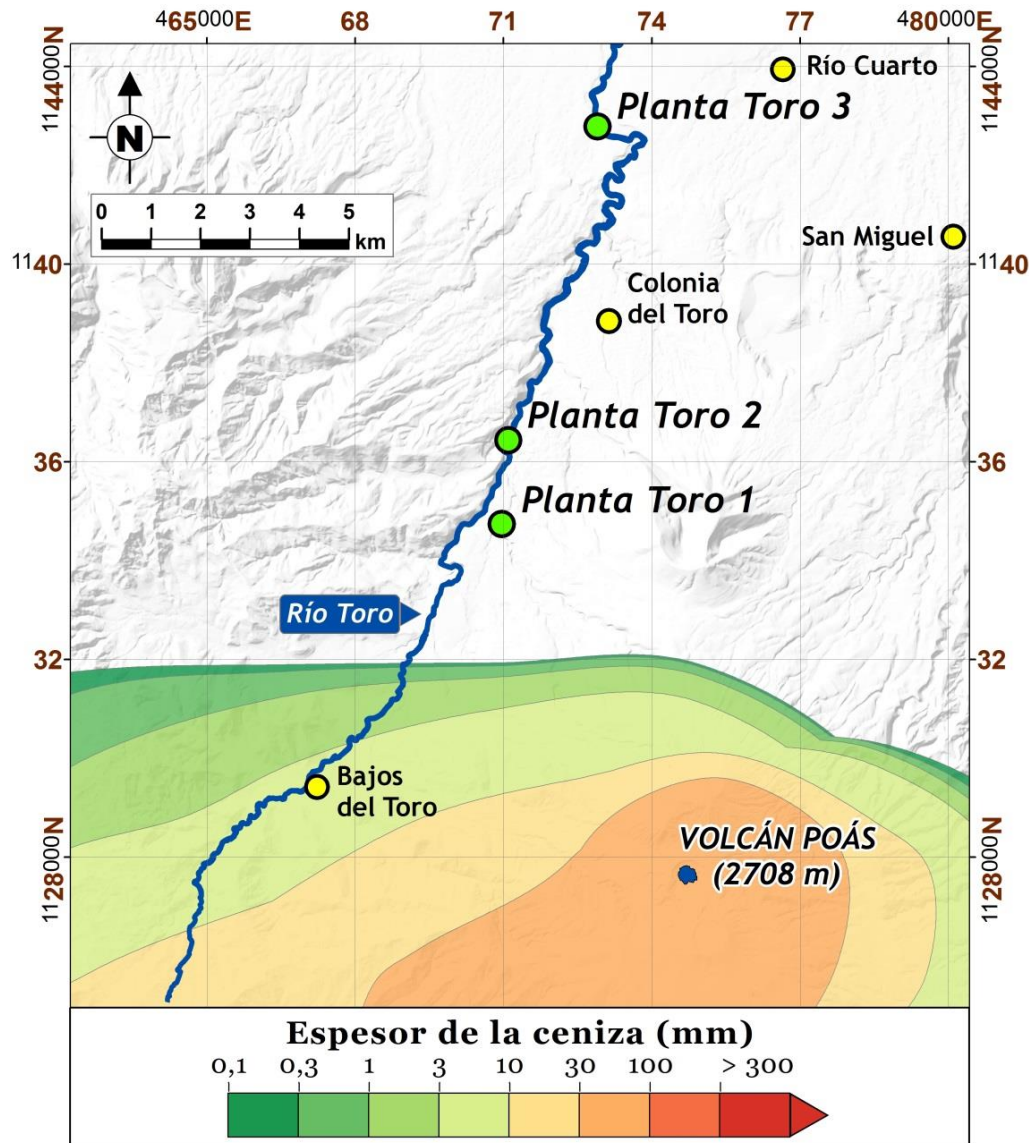 465000E 68 71 74 77 480000E
1144000N
1144000N
Río Cuarto
Planta Toro 3
N
0 1 2 3 4 5
km
San Miguel
1140
1140
Colonia
del Toro
Planta Toro 2
36
36
Planta Toro 1
Río Toro
32
32
Bajos
del Toro
VOLCÁN POÁS
(2708 m)
1128000N
1128000N
Espesor de la ceniza (mm)
0,1 0,3 1 3 10 30 100 > 300